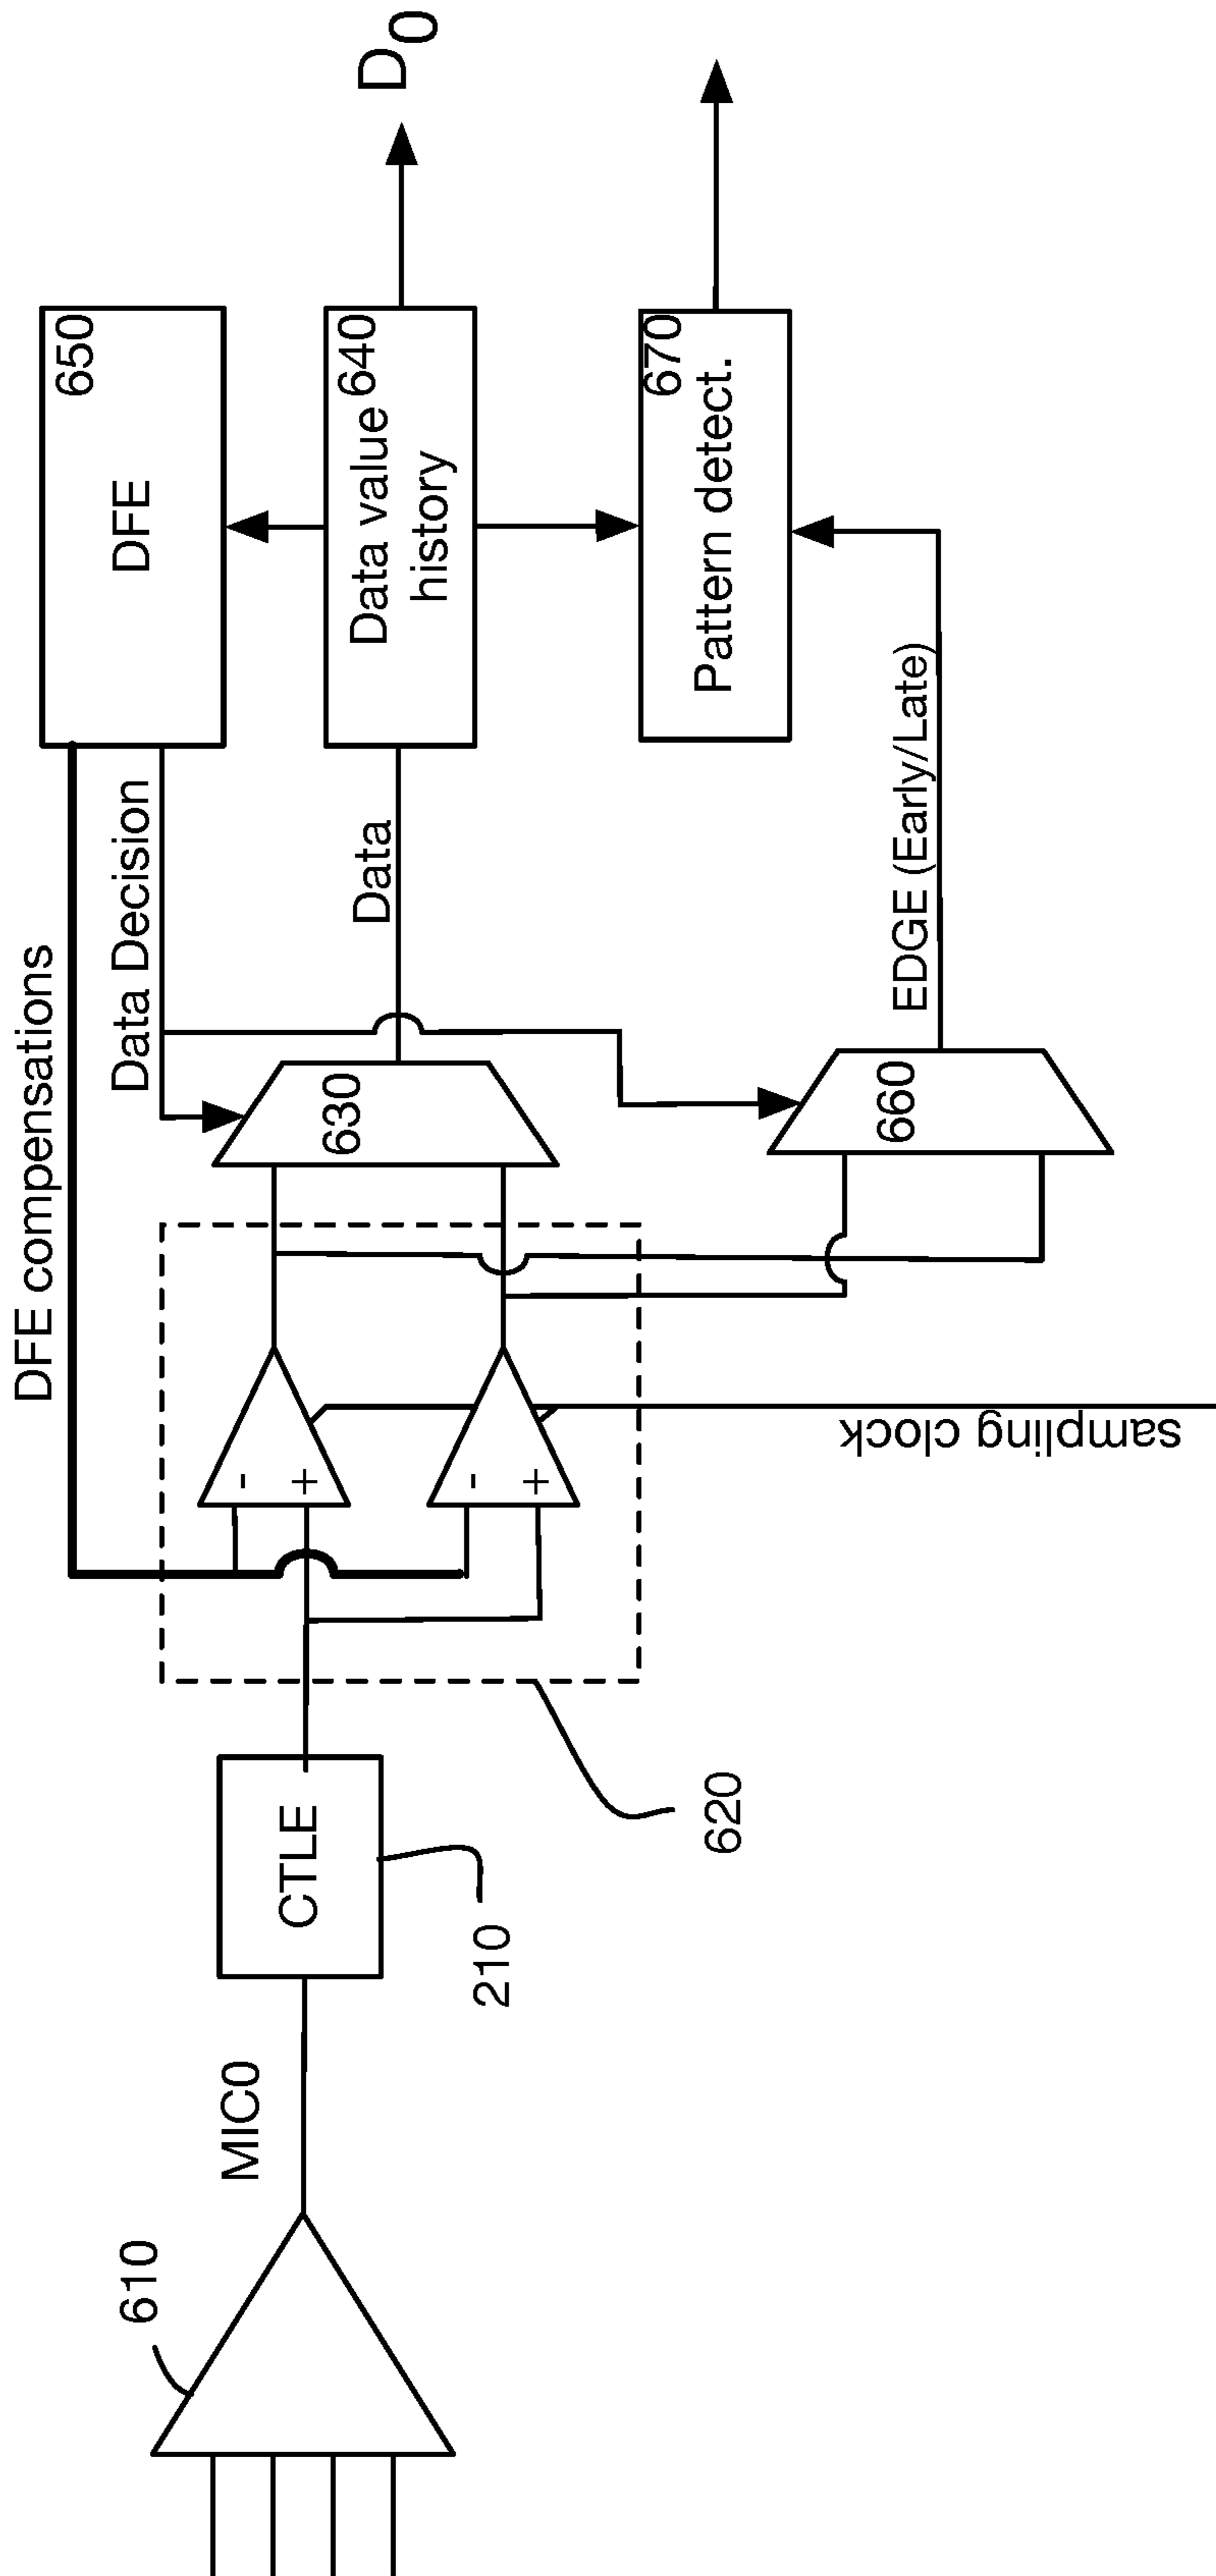 610
MIC0
CTLE
210
620
DFE compensations
-
+
-
+
sampling clock
630
660
Data Decision
Data
EDGE (Early/Late)
650
DFE
640
Data value
history
670
Pattern detect.
D0